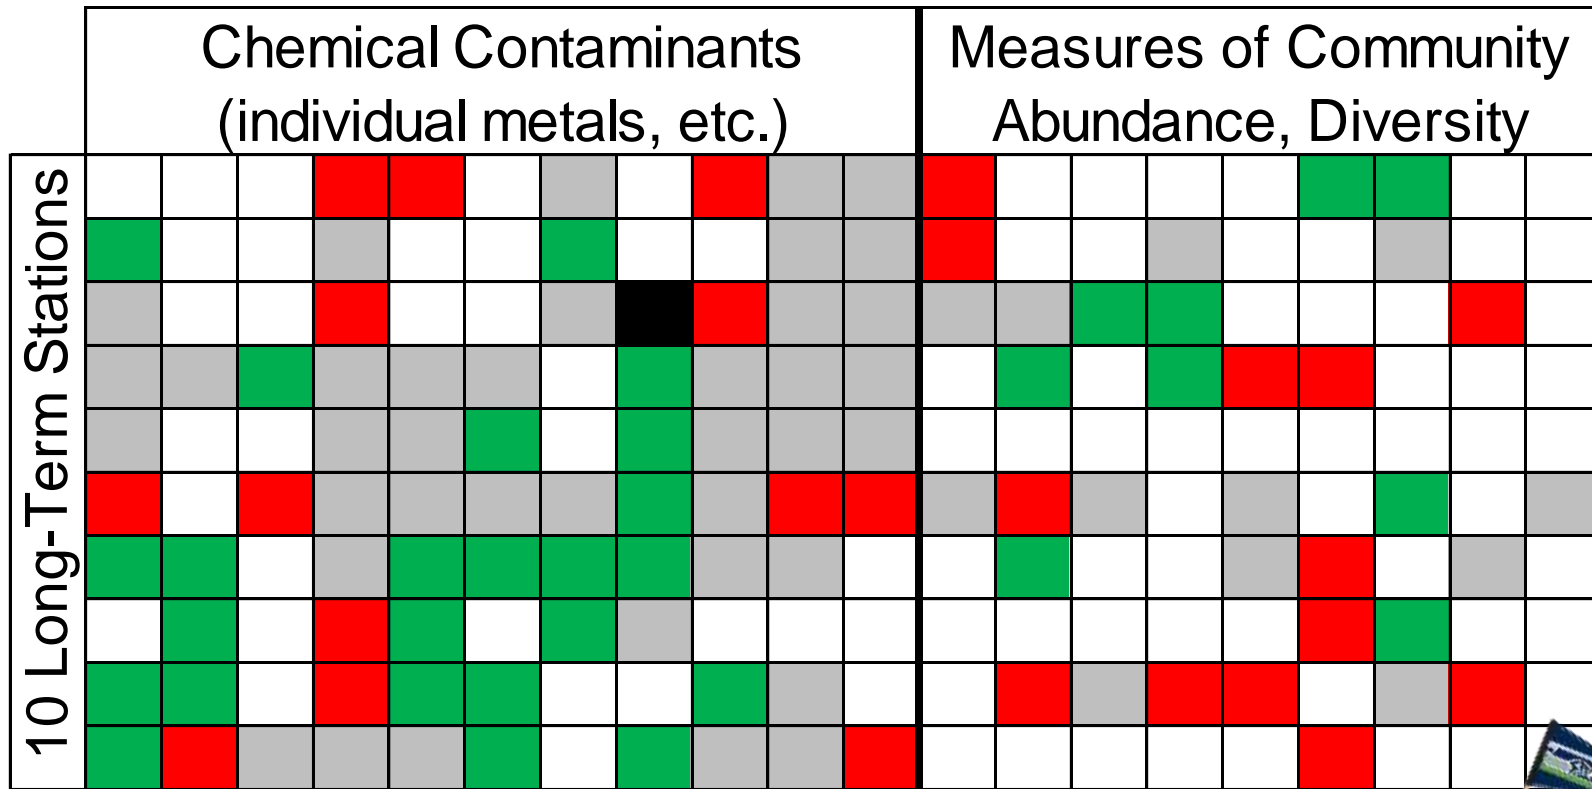 Chemical Contaminants
(individual metals, etc.)
Measures of Community
Abundance, Diversity
10 Long-Term Stations